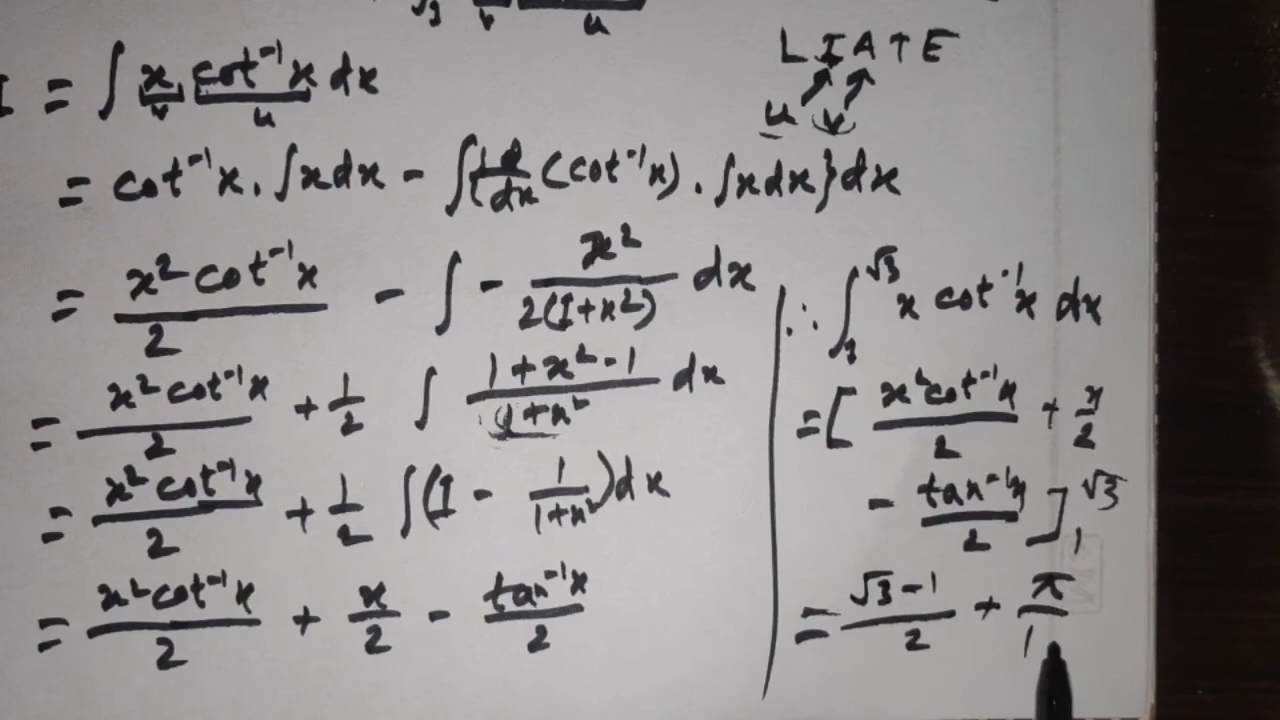 √3 v u
L I A T E
I = ∫ x cot⁻¹x dx
v u
u v
= cot⁻¹x . ∫x dx - ∫{d/dx (cot⁻¹x) . ∫x dx} dx
= x² cot⁻¹x / 2 - ∫ - x² / 2(1+x²) dx
= x² cot⁻¹x / 2 + 1/2 ∫ 1+x²-1 / 1+x² dx
= x² cot⁻¹x / 2 + 1/2 ∫(1 - 1/1+x²) dx
= x² cot⁻¹x / 2 + x/2 - tan⁻¹x / 2
∴ ∫₁^√3 x cot⁻¹x dx
= [ x² cot⁻¹x / 2 + x/2
- tan⁻¹x / 2 ]₁^√3
= √3-1 / 2 + π / 1